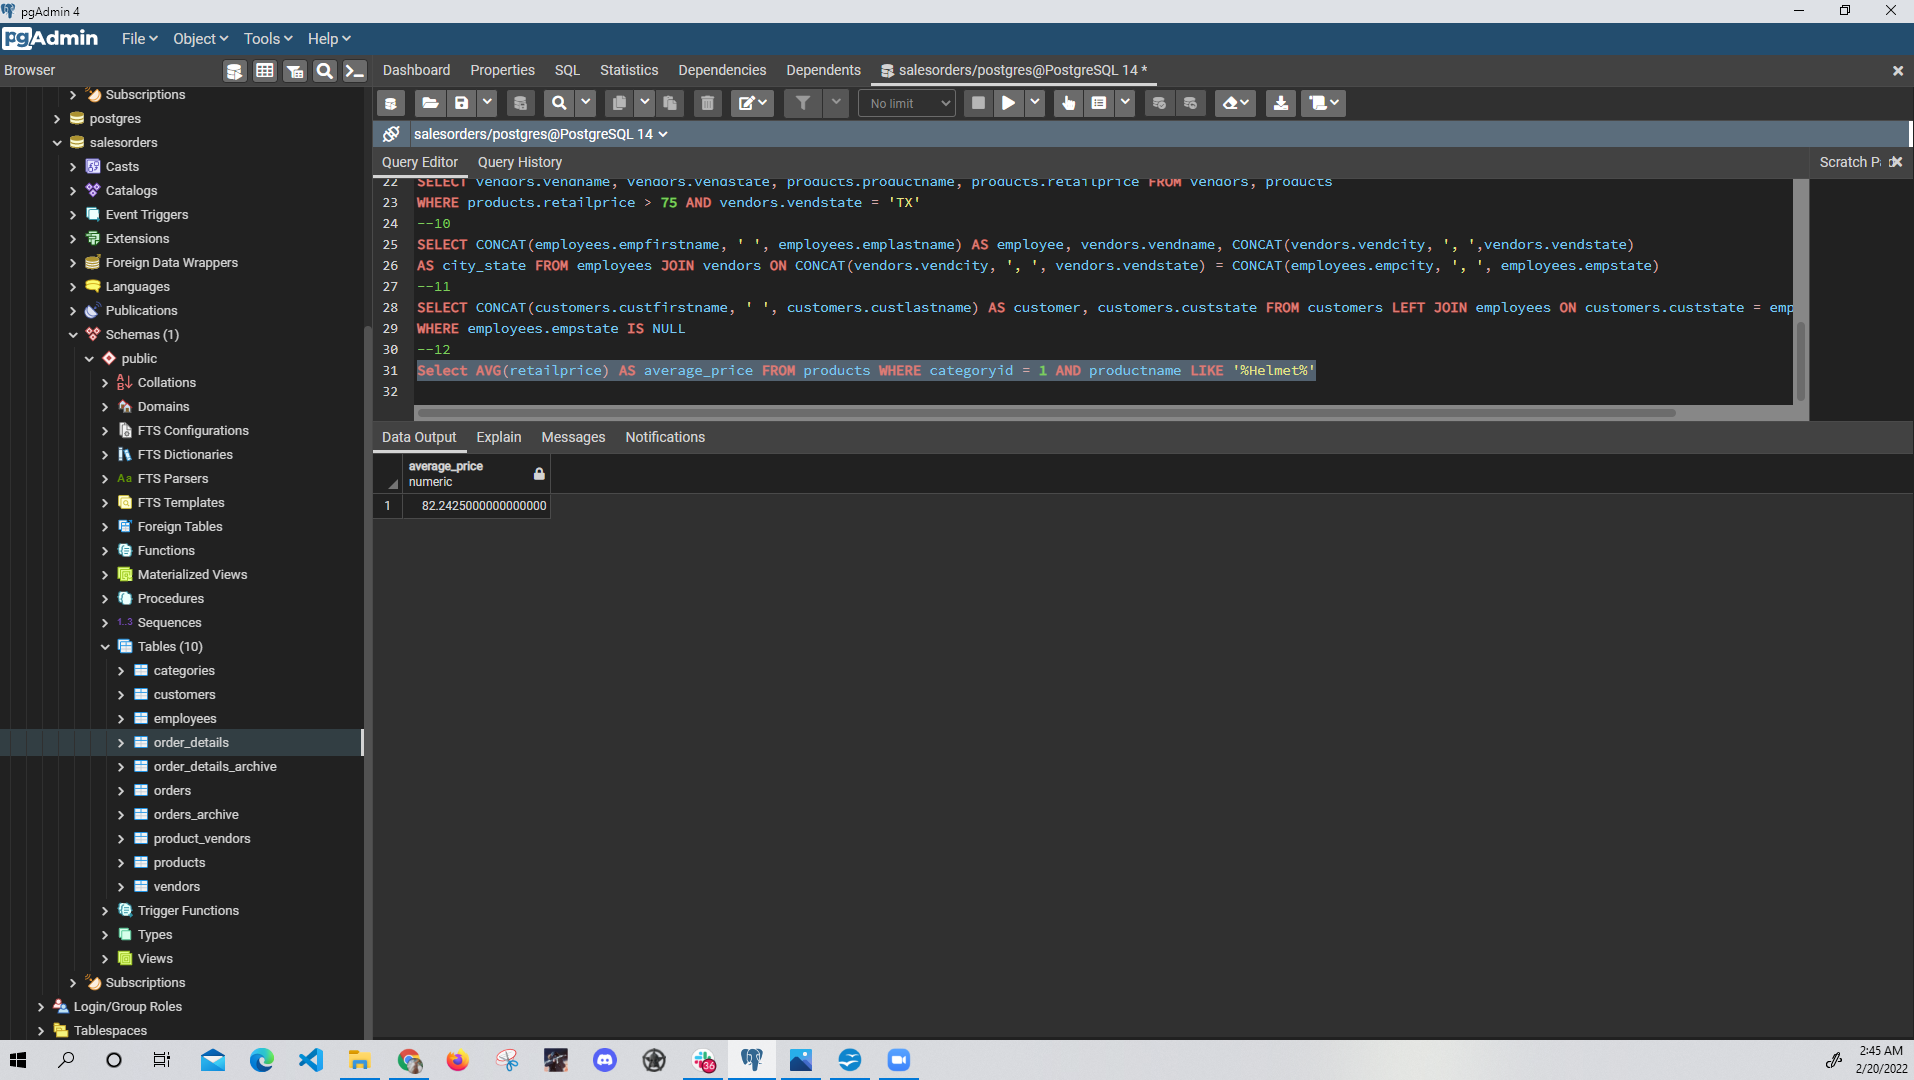 pgAdmin 4
pgAdmin File Object Tools Help
Browser
Dashboard Properties SQL Statistics Dependencies Dependents salesorders/postgres@PostgreSQL 14 *
No limit
salesorders/postgres@PostgreSQL 14
Query Editor Query History
Scratch
Subscriptions
postgres
salesorders
Casts
Catalogs
Event Triggers
Extensions
Foreign Data Wrappers
Languages
Publications
Schemas (1)
public
Collations
Domains
FTS Configurations
FTS Dictionaries
Aa FTS Parsers
FTS Templates
Foreign Tables
Functions
Materialized Views
Procedures
1..3 Sequences
Tables (10)
categories
customers
employees
order_details
order_details_archive
orders
orders_archive
product_vendors
products
vendors
Trigger Functions
Types
Views
Subscriptions
Login/Group Roles
Tablespaces
22 SELECT vendors.vendname, vendors.vendstate, products.productname, products.retailprice FROM vendors, products
23 WHERE products.retailprice > 75 AND vendors.vendstate = 'TX'
24 --10
25 SELECT CONCAT(employees.empfirstname, ' ', employees.emplastname) AS employee, vendors.vendname, CONCAT(vendors.vendcity, ', ',vendors.vendstate)
26 AS city_state FROM employees JOIN vendors ON CONCAT(vendors.vendcity, ', ', vendors.vendstate) = CONCAT(employees.empcity, ', ', employees.empstate)
27 --11
28 SELECT CONCAT(customers.custfirstname, ' ', customers.custlastname) AS customer, customers.custstate FROM customers LEFT JOIN employees ON customers.custstate = emp
29 WHERE employees.empstate IS NULL
30 --12
31 Select AVG(retailprice) AS average_price FROM products WHERE categoryid = 1 AND productname LIKE '%Helmet%'
32
Data Output Explain Messages Notifications
average_price
numeric
1 82.2425000000000000
36
2:45 AM
2/20/2022